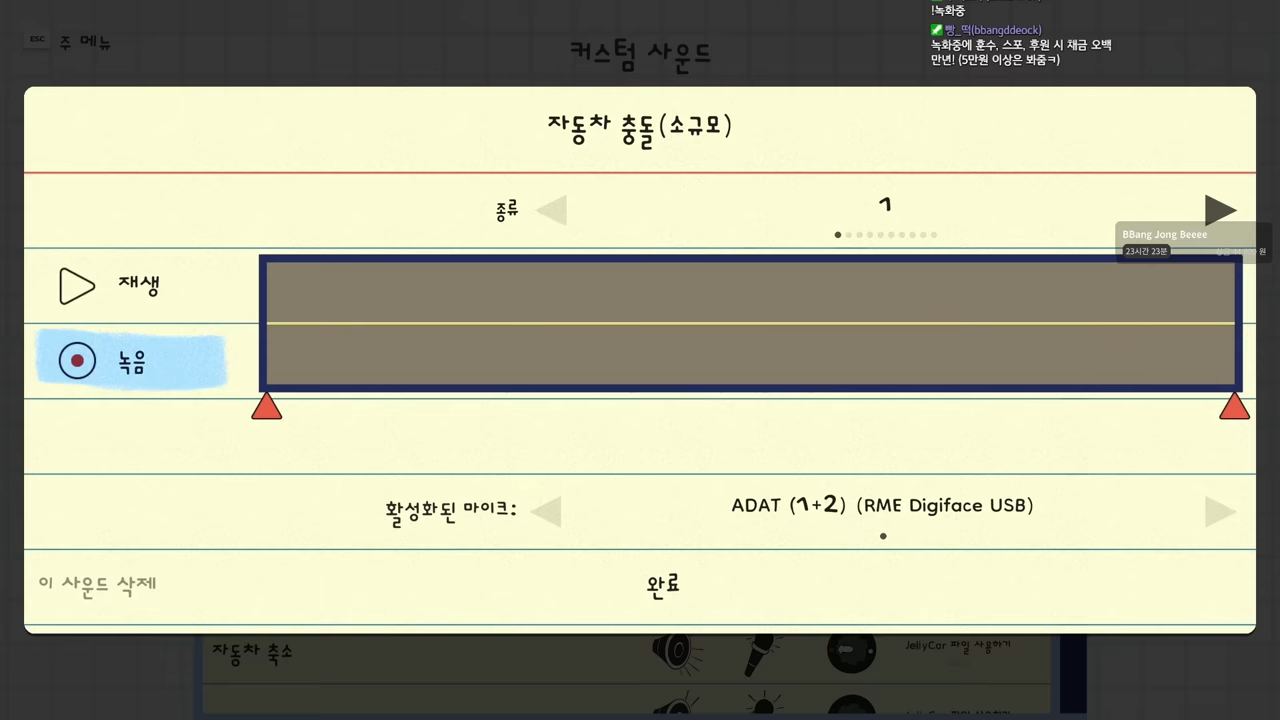 !녹화중
빵_떡(bbangddeock)
녹화중에 훈수, 스포, 후원 시 채금 오백
만년! (5만원 이상은 봐줌ㅋ)
ESC 주 메뉴
커스텀 사운드
자동차 충돌(소규모)
종류
1
BBang Jong Beeee
23시간 23분
원
재생
녹음
활성화된 마이크:
ADAT (1+2) (RME Digiface USB)
이 사운드 삭제
완료
자동차 축소
JellyCar 파일 사용하기